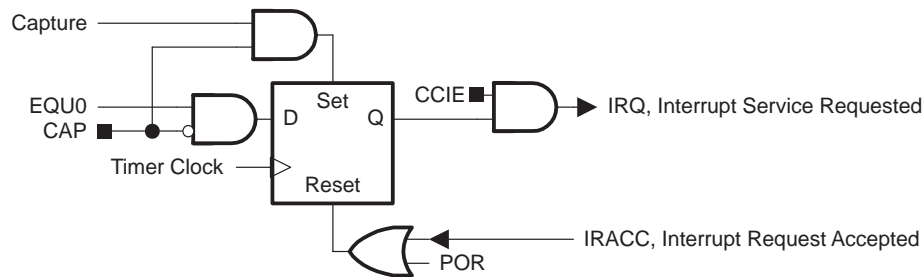 Capture
EQU0
CAP
Timer Clock
Set
D
Q
Reset
CCIE
IRQ, Interrupt Service Requested
IRACC, Interrupt Request Accepted
POR